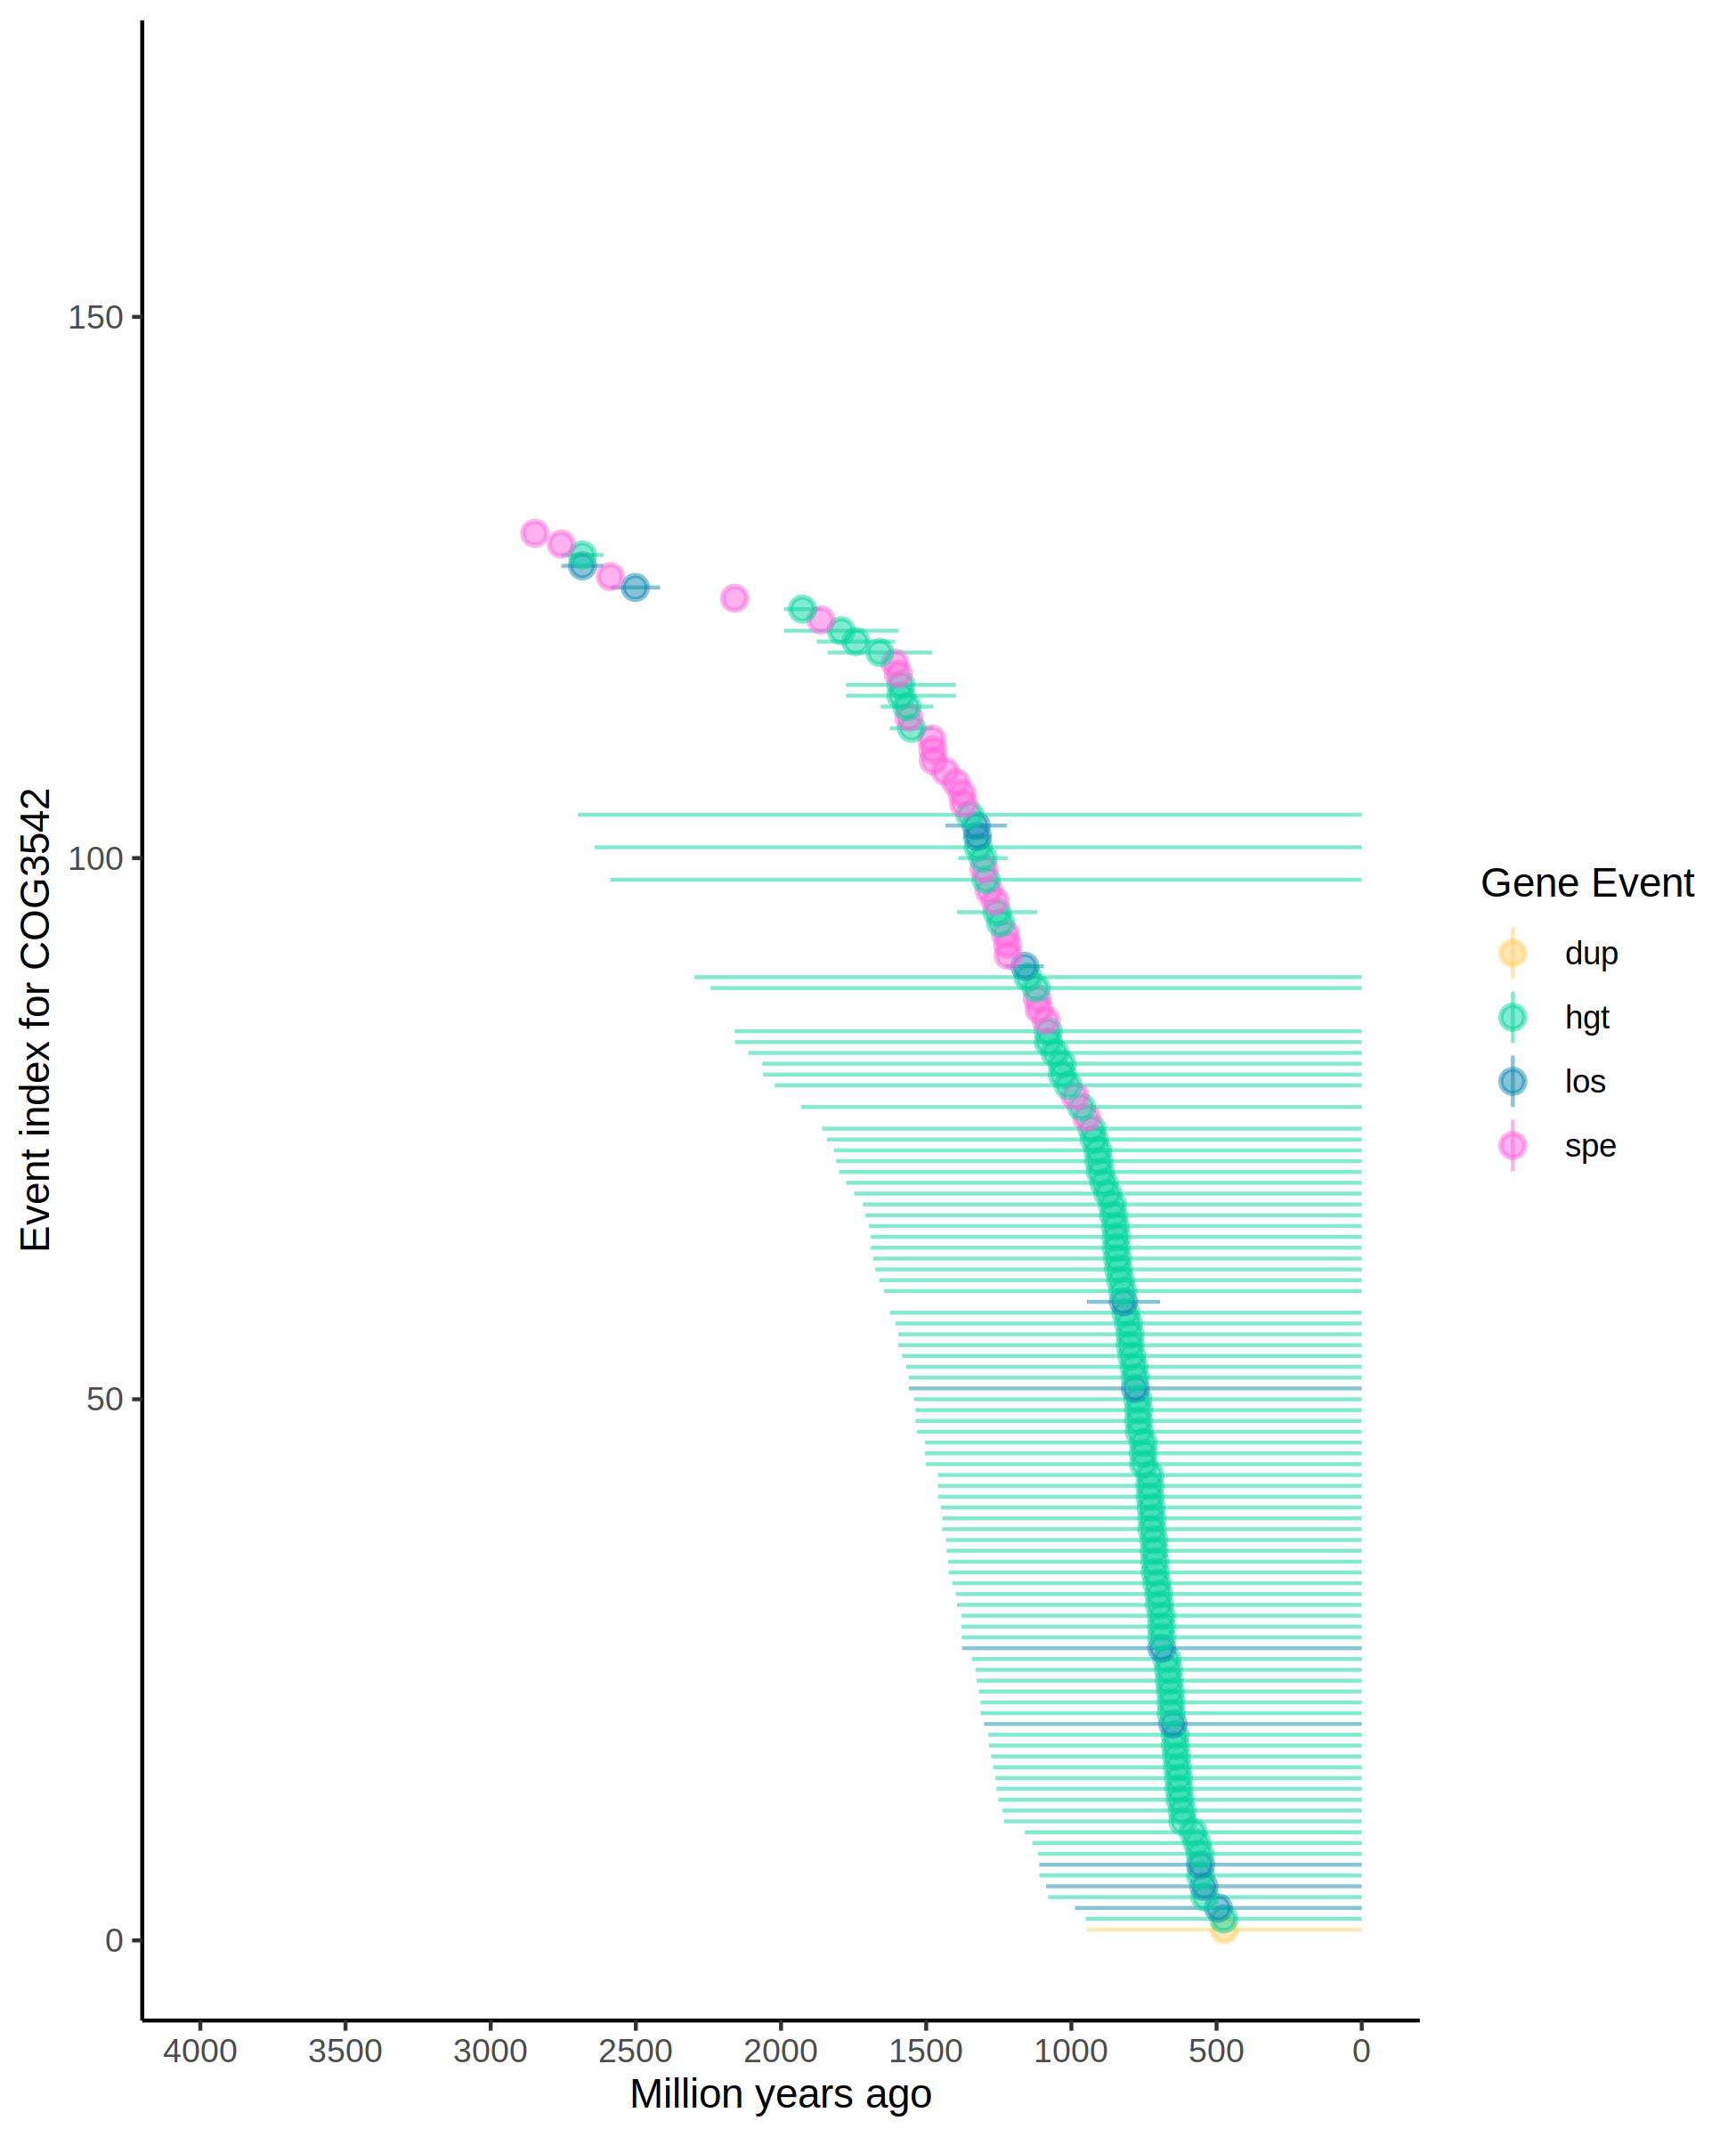 Event index for COG3542
150
100
50
0
4000 3500 3000 2500 2000 1500 1000 500 0
Million years ago
Gene Event
dup
hgt
los
spe